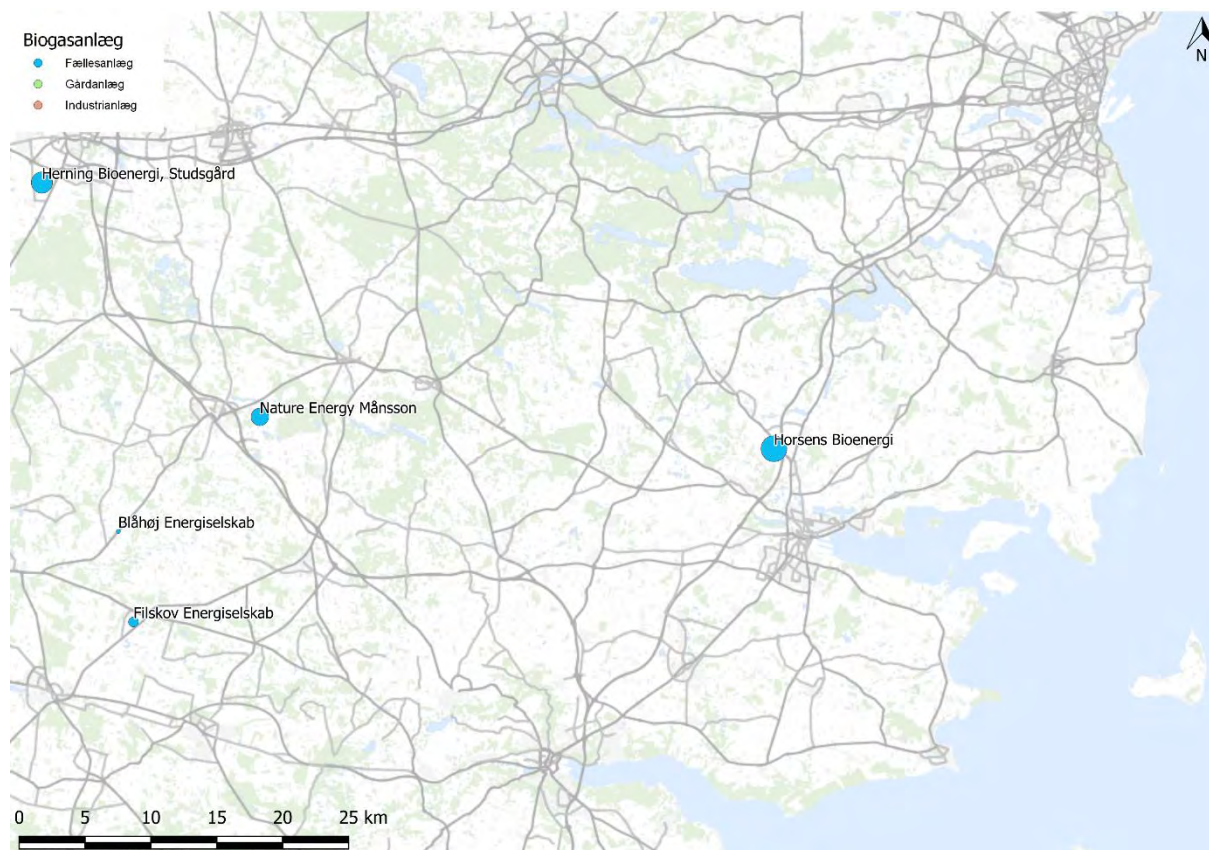 Biogasanlæg
Fællesanlæg
Gårdanlæg
Industrianlæg
N
Herning Bioenergi, Studsgård
Nature Energy Månsson
Horsens Bioenergi
Blåhøj Energiselskab
Filskov Energiselskab
0 5 10 15 20 25 km